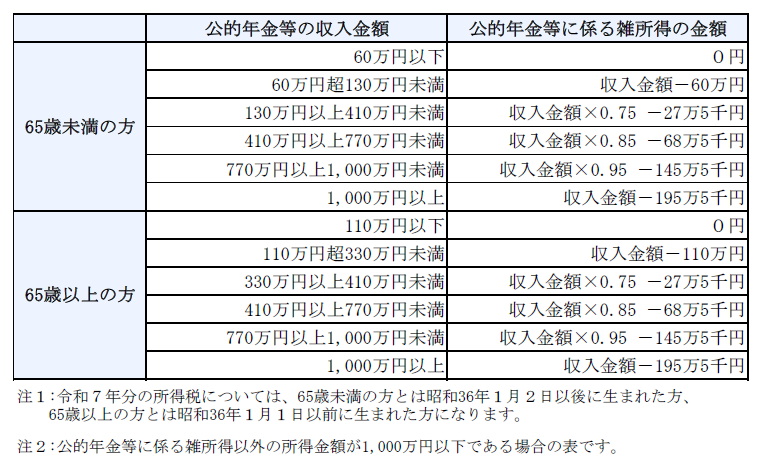 公的年金等の収入金額 公的年金等に係る雑所得の金額
65歳未満の方
60万円以下 0円
60万円超130万円未満 収入金額－60万円
130万円以上410万円未満 収入金額×0.75 －27万5千円
410万円以上770万円未満 収入金額×0.85 －68万5千円
770万円以上1,000万円未満 収入金額×0.95 －145万5千円
1,000万円以上 収入金額－195万5千円
65歳以上の方
110万円以下 0円
110万円超330万円未満 収入金額－110万円
330万円以上410万円未満 収入金額×0.75 －27万5千円
410万円以上770万円未満 収入金額×0.85 －68万5千円
770万円以上1,000万円未満 収入金額×0.95 －145万5千円
1,000万円以上 収入金額－195万5千円
注１：令和７年分の所得税については、65歳未満の方とは昭和36年１月２日以後に生まれた方、
65歳以上の方とは昭和36年１月１日以前に生まれた方になります。
注２：公的年金等に係る雑所得以外の所得金額が1,000万円以下である場合の表です。